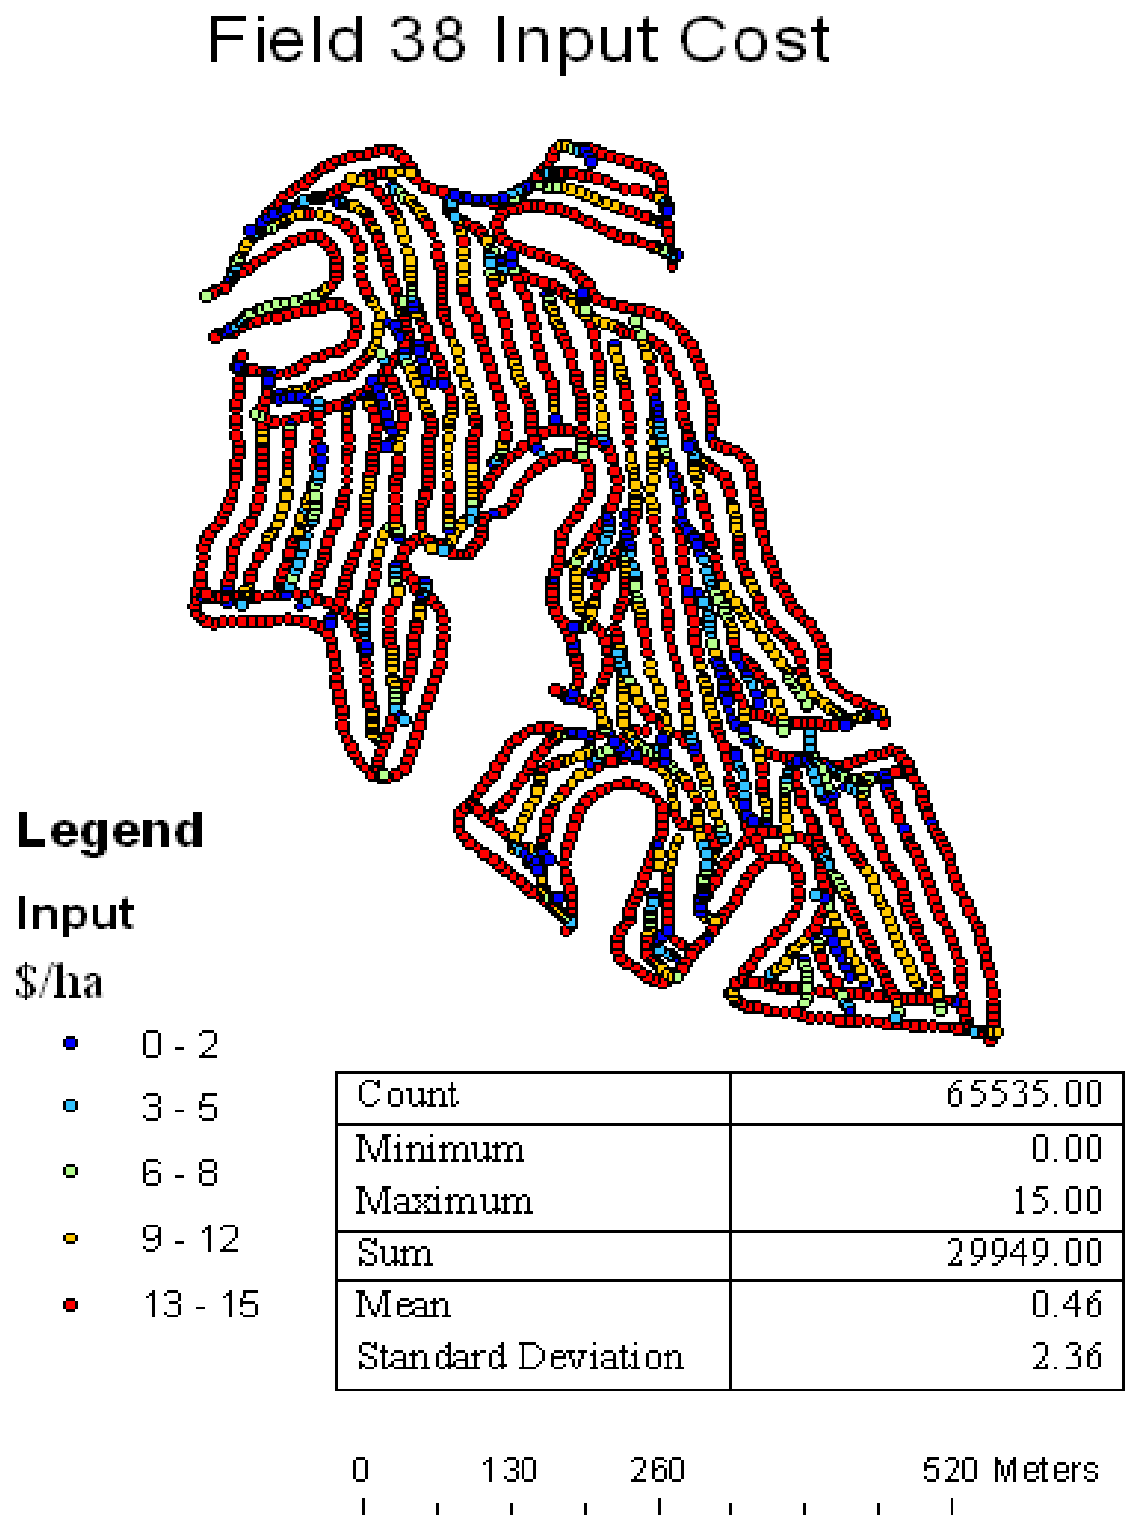 Field 38 Input Cost
Legend
Input
$/ha
0 - 2
3 - 5
6 - 8
9 - 12
13 - 15
Count 65535.00
Minimum 0.00
Maximum 15.00
Sum 29949.00
Mean 0.46
Standard Deviation 2.36
0 130 260 520 Meters